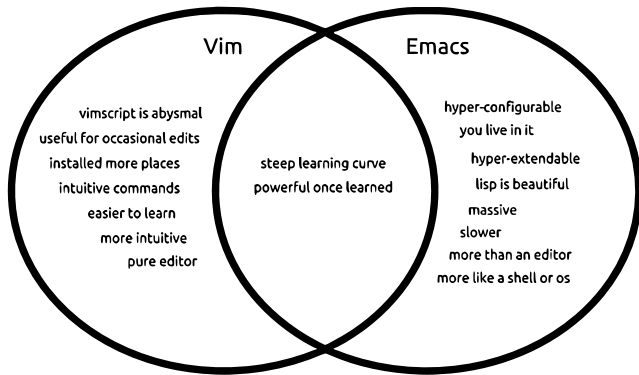 Vim
Emacs
vimscript is abysmal
useful for occasional edits
installed more places
intuitive commands
easier to learn
more intuitive
pure editor
steep learning curve
powerful once learned
hyper-configurable
you live in it
hyper-extendable
lisp is beautiful
massive
slower
more than an editor
more like a shell or os